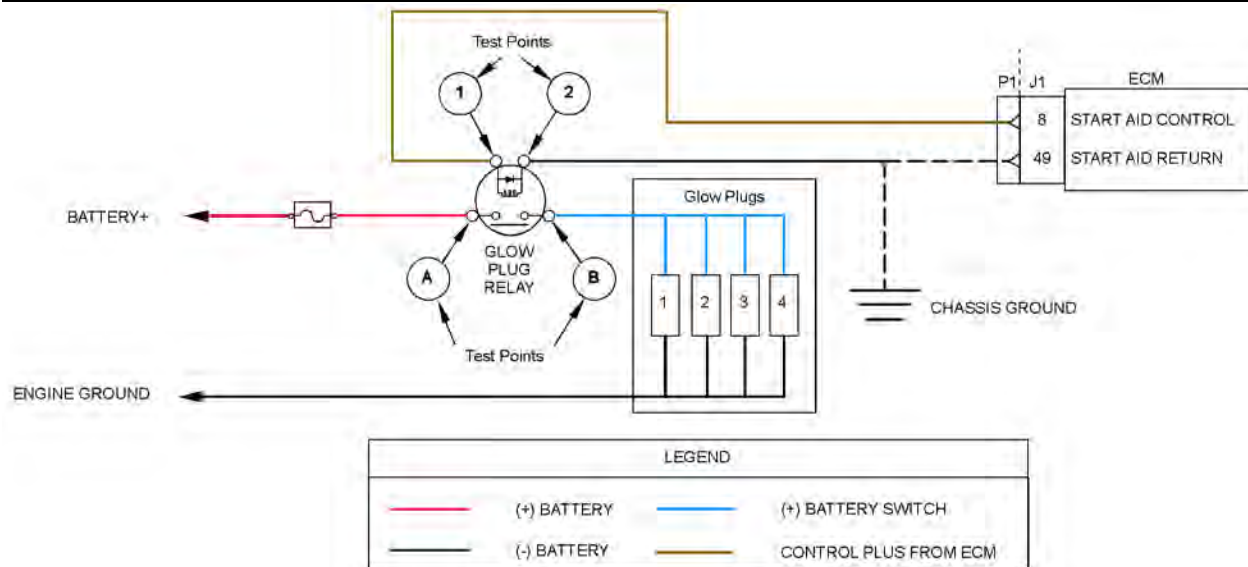 Test Points
1
2
P1
J1
ECM
8
START AID CONTROL
49
START AID RETURN
BATTERY+
Glow Plugs
GLOW
PLUG
RELAY
A
B
1
2
3
4
CHASSIS GROUND
Test Points
ENGINE GROUND
LEGEND
(+) BATTERY
(+) BATTERY SWITCH
(-) BATTERY
CONTROL PLUS FROM ECM